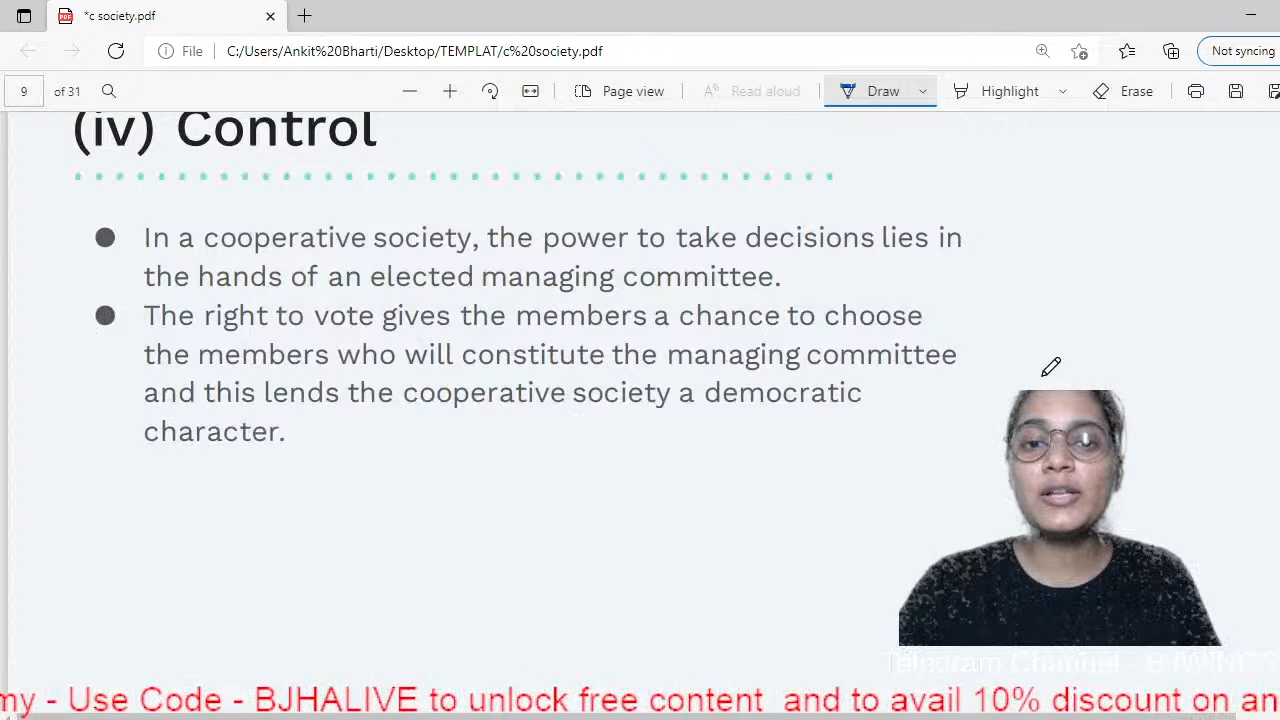 *c society.pdf
File
C:/Users/Ankit%20Bharti/Desktop/TEMPLAT/c%20society.pdf
Not syncing
9 of 31
Page view
Read aloud
Draw
Highlight
Erase
(iv) Control
In a cooperative society, the power to take decisions lies in
the hands of an elected managing committee.
The right to vote gives the members a chance to choose
the members who will constitute the managing committee
and this lends the cooperative society a democratic
character.
Telegram Channel -
my - Use Code - BJHALIVE to unlock free content and to avail 10% discount on an